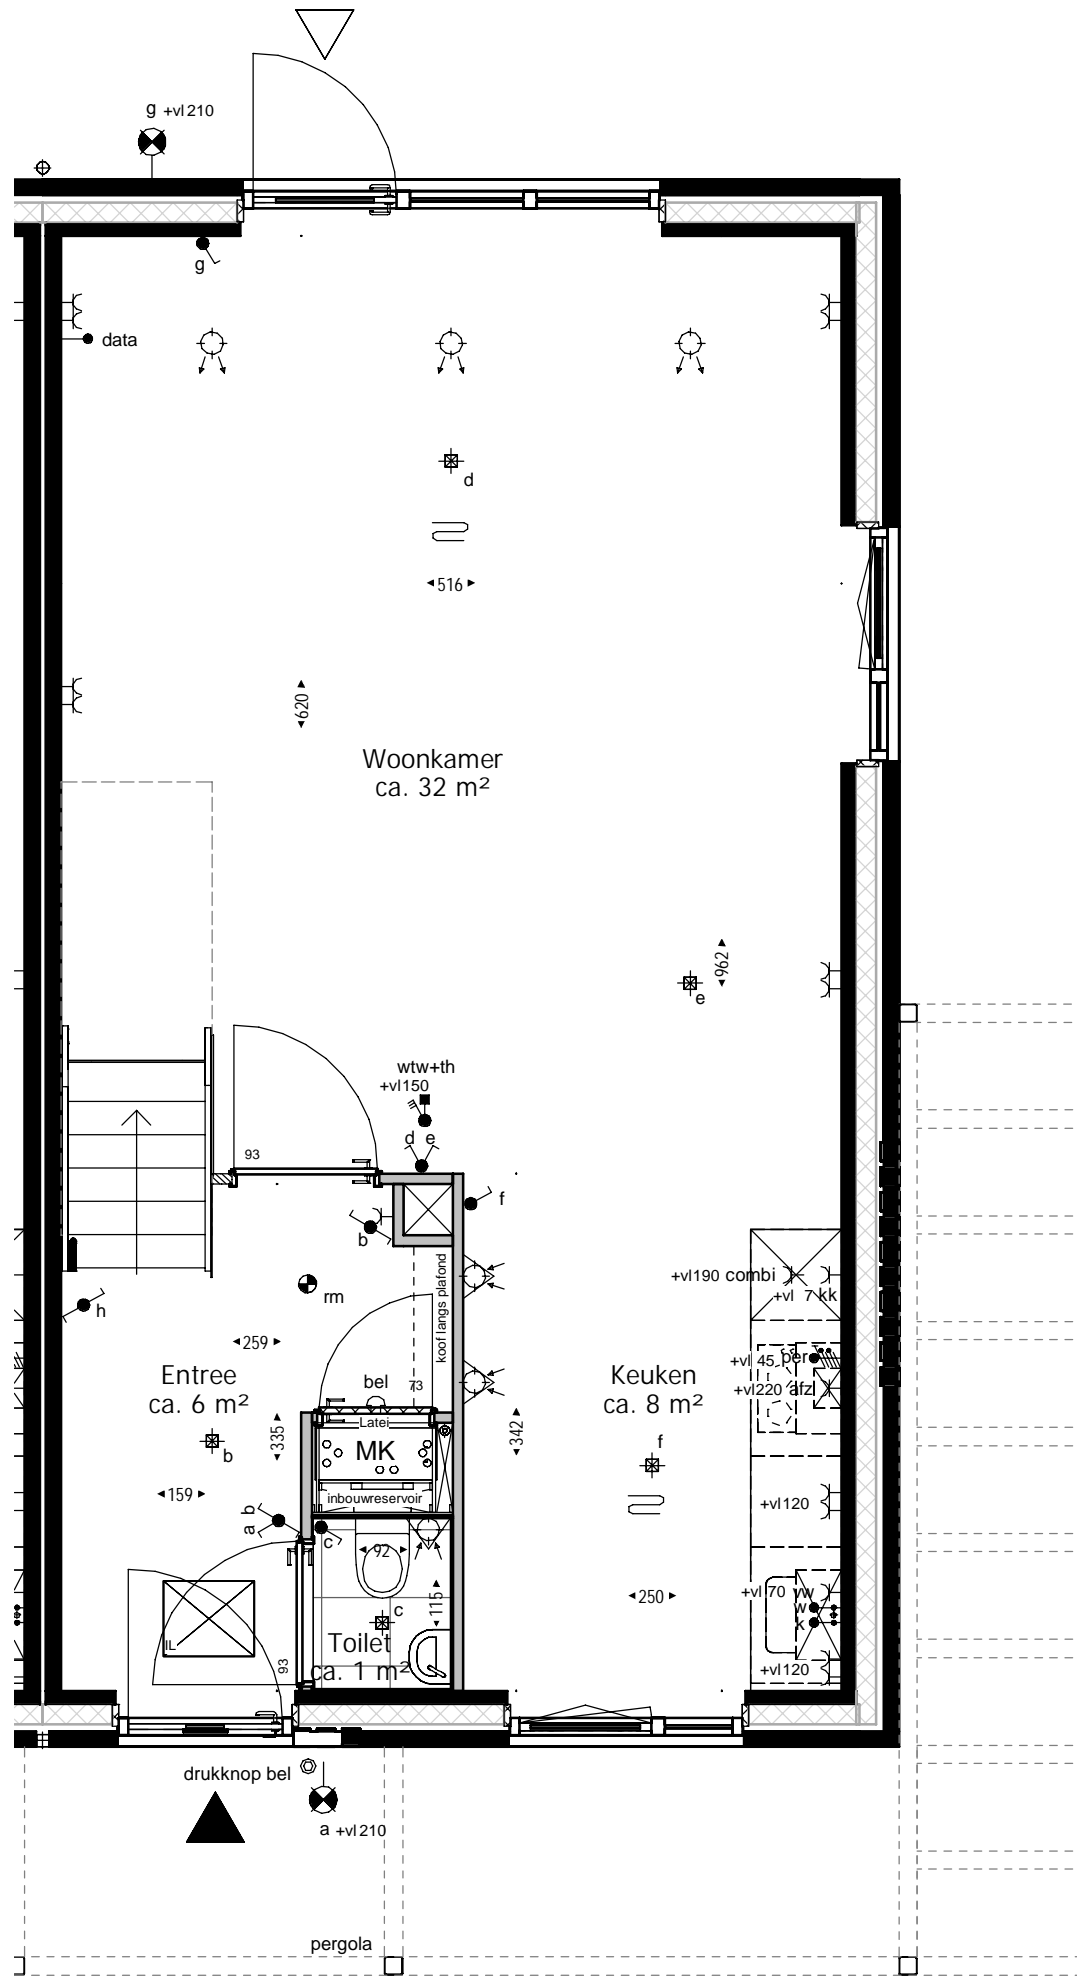 g +vl 210
g
data
d
516
620
Woonkamer
ca. 32 m²
962
e
wtw+th
+vl150
d e
93
f
b
koof langs plafond
+vl190 combi
+vl 7 kk
rm
h
259
Entree
ca. 6 m²
bel
73
Keuken
ca. 8 m²
+vl 45 per
+vl220 afz
Latei
MK
335
342
b
f
159
inbouwreservoir
+vl120
a b
c
92
115
250
+vl 70 vw
w
k
c
IL
93
Toilet
ca. 1 m²
+vl120
drukknop bel
a +vl 210
pergola